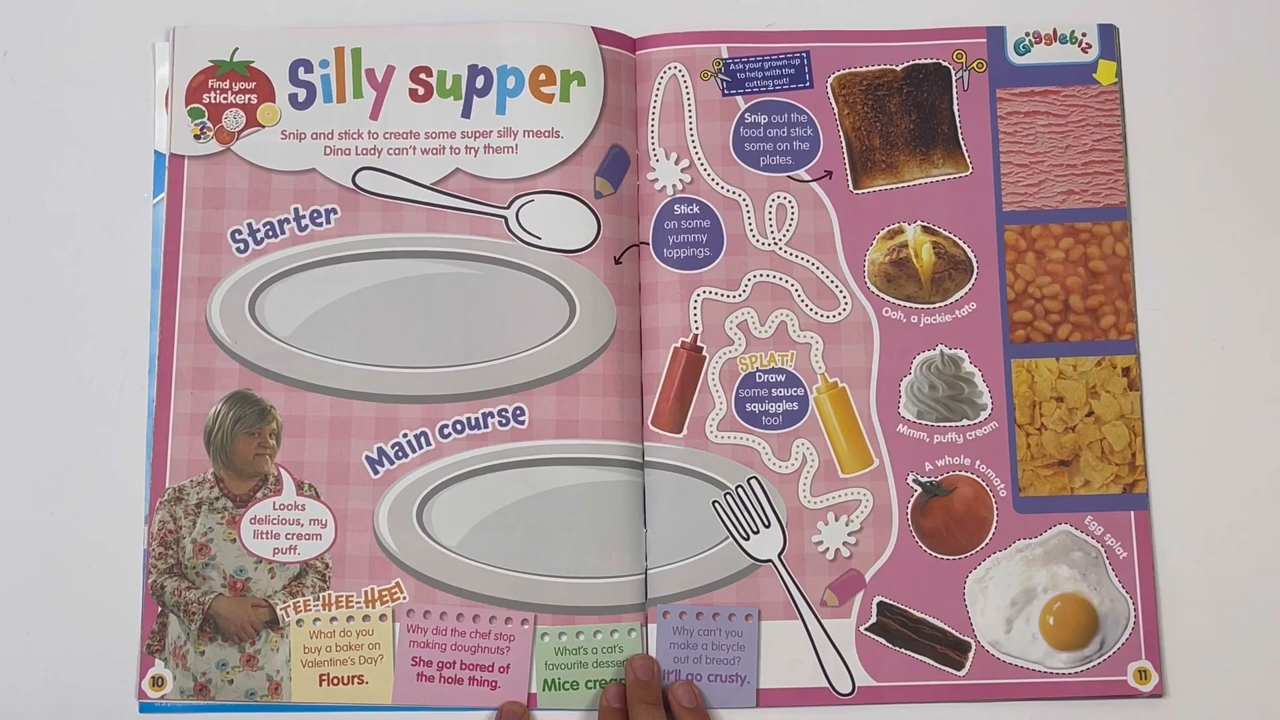 Find your
stickers
Silly supper
Snip and stick to create some super silly meals.
Dina Lady can't wait to try them!
Starter
Main course
Looks
delicious, my
little cream
puff.
TEE-HEE-HEE!
What do you
buy a baker on
Valentine's Day?
Flours.
Why did the chef stop
making doughnuts?
She got bored of
the hole thing.
What's a cat's
favourite
Mice
10
Ask your grown-up
to help with the
cutting out!
Gigglebiz
Snip out the
food and stick
some on the
plates.
Stick
on some
yummy
toppings.
SPLAT!
Draw
some sauce
squiggles
too!
Ooh, a jackie-tato
Mmm, puffy cream
A whole tomato
Egg splat
Why can't you
make a bicycle
out of bread?
It'll go crusty.
11